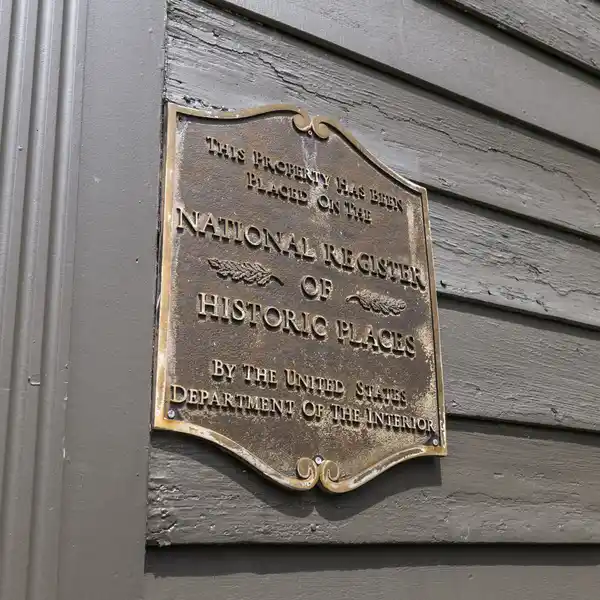 THIS PROPERTY HAS BEEN
PLACED ON THE
NATIONAL REGISTER
OF
HISTORIC PLACES
BY THE UNITED STATES
DEPARTMENT OF THE INTERIOR